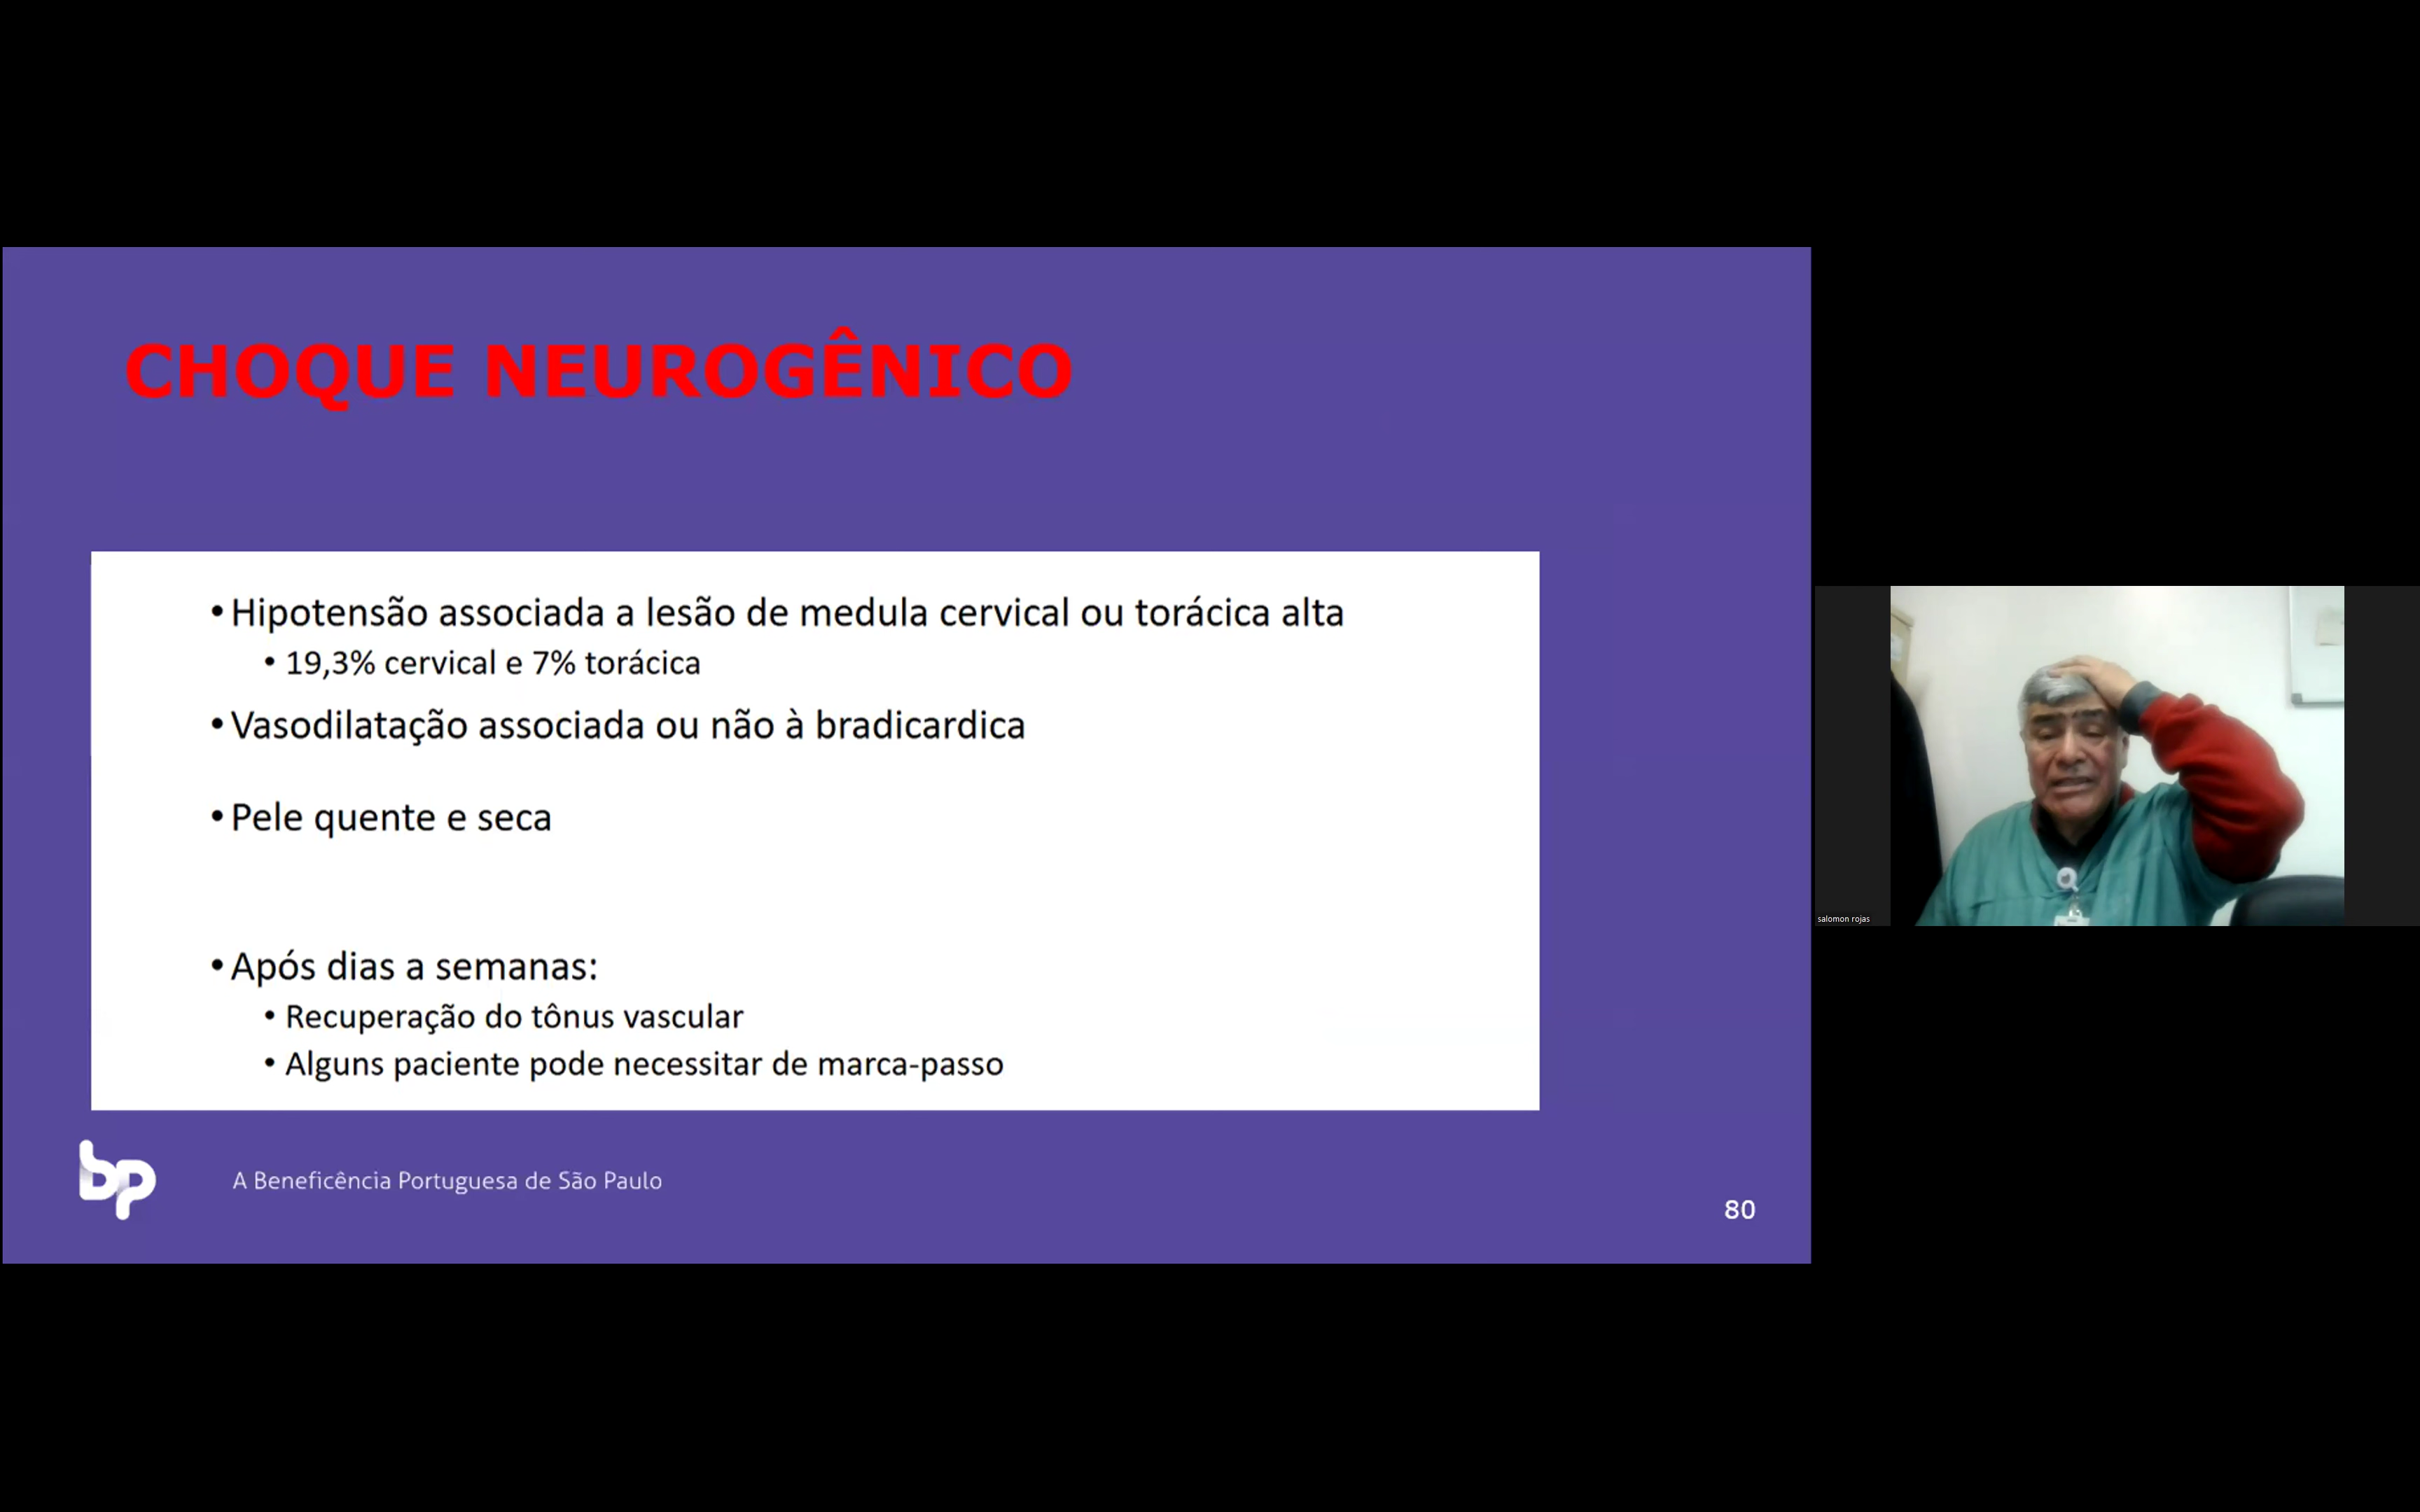 CHOQUE NEUROGÊNICO
•Hipotensão associada a lesão de medula cervical ou torácica alta
• 19,3% cervical e 7% torácica
•Vasodilatação associada ou não à bradicardica
•Pele quente e seca
•Após dias a semanas:
• Recuperação do tônus vascular
• Alguns paciente pode necessitar de marca-passo
bp
A Beneficência Portuguesa de São Paulo
80
salomon rojas